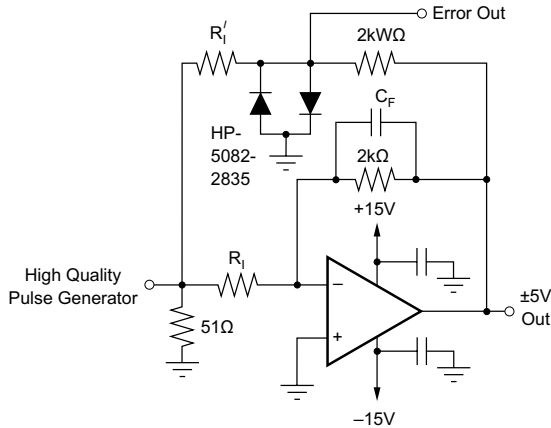 Error Out
R′I
2kWΩ
CF
HP-
5082-
2835
2kΩ
+15V
RI
High Quality
Pulse Generator
–
±5V
Out
51Ω
+
–15V